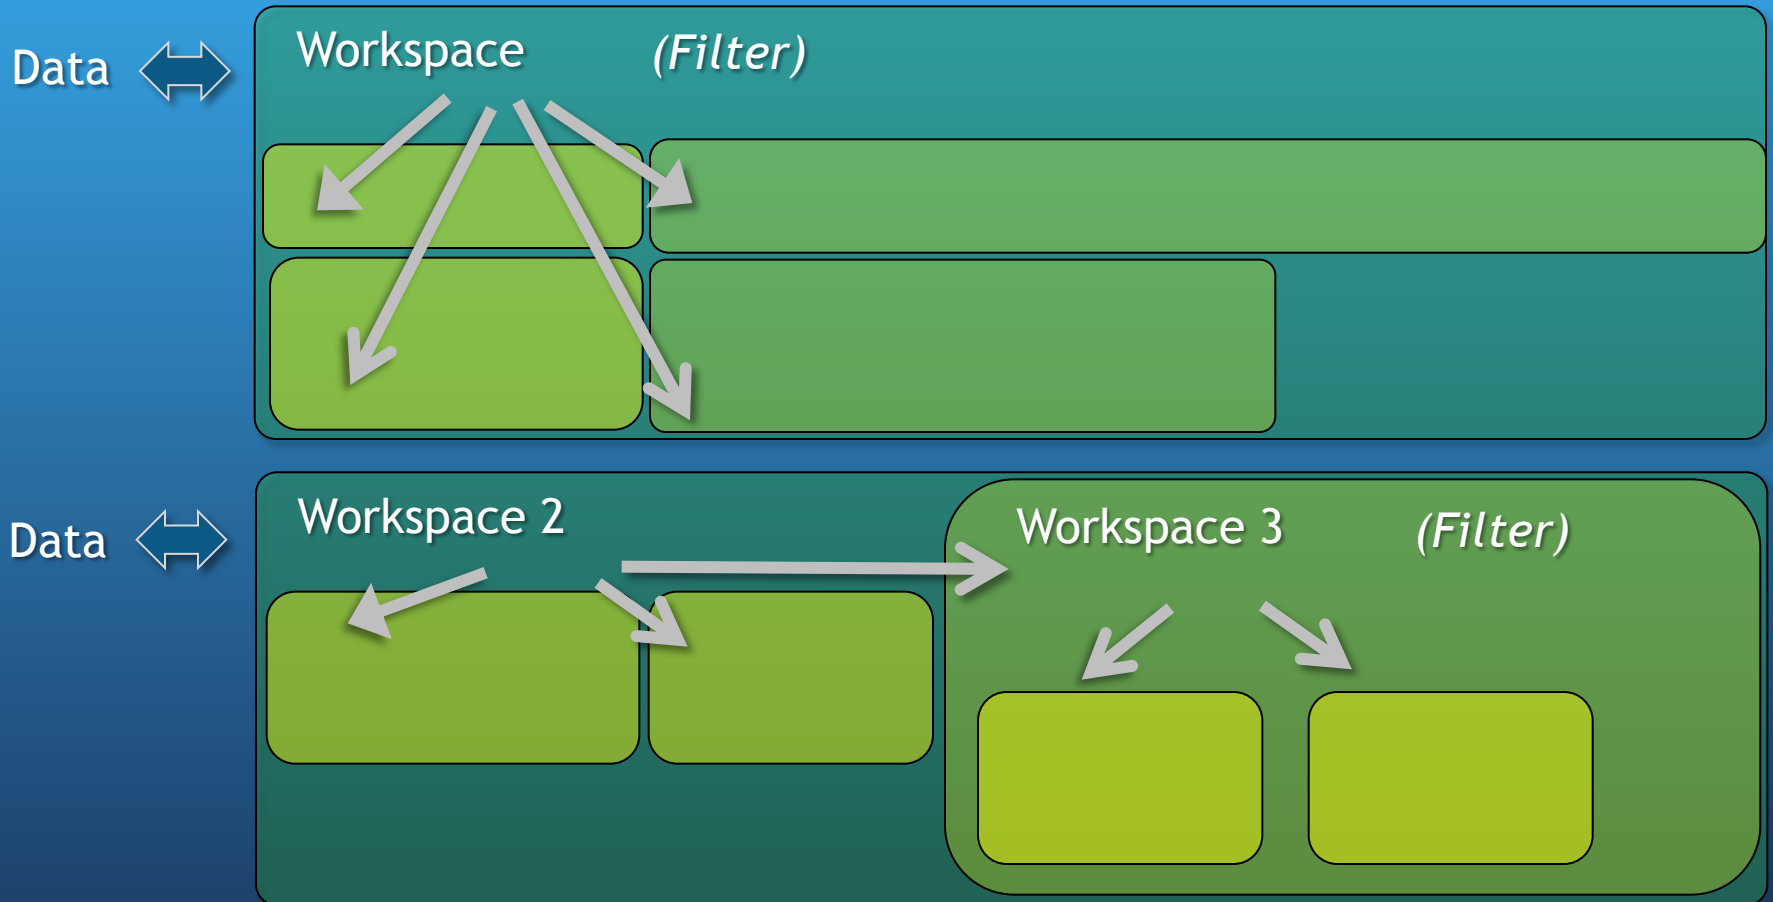 Data
Workspace (Filter)
Data
Workspace 2
Workspace 3 (Filter)